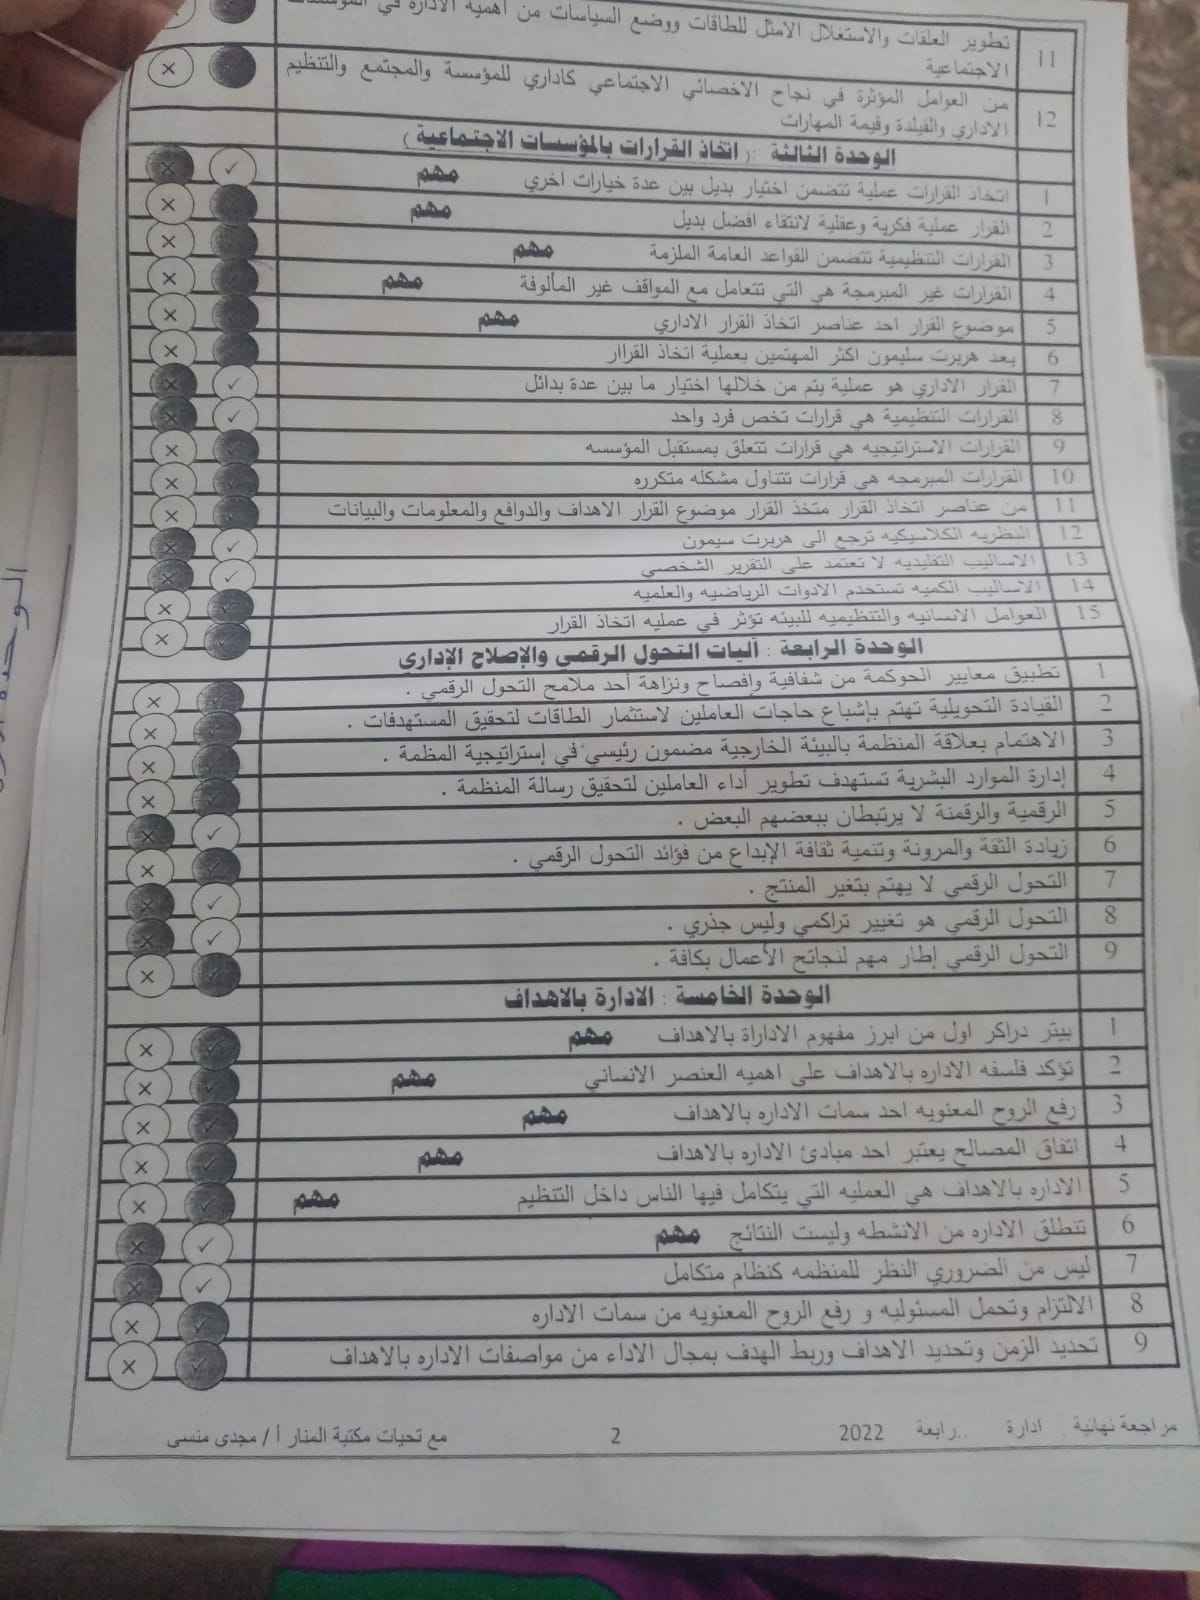 11 تطوير العلقات والاستغلال الامثل للطاقات ووضع السياسات من اهمية الادارة في
الاجتماعية
12 من العوامل المؤثرة في نجاح الاخصائي الاجتماعي كاداري للمؤسسة والمجتمع والتنظيم
الاداري والقيلدة وقيمة المهارات
الوحدة الثالثة :( اتخاذ القرارات بالمؤسسات الاجتماعية )
1 اتخاذ القرارات عملية تتضمن اختيار بديل بين عدة خيارات اخري مهم
2 القرار عملية فكرية وعقلية لانتقاء افضل بديل مهم
3 القرارات التنظيمية تتضمن القواعد العامة الملزمة مهم
4 القرارات غير المبرمجة هي التي تتعامل مع المواقف غير المألوفة مهم
5 موضوع القرار احد عناصر اتخاذ القرار الاداري مهم
6 يعد هربرت سليمون اكثر المهتمين بعملية اتخاذ القراار
7 القرار الاداري هو عملية يتم من خلالها اختيار ما بين عدة بدائل
8 القرارات التنظيمية هي قرارات تخص فرد واحد
9 القرارات الاستراتيجيه هي قرارات تتعلق بمستقبل المؤسسه
10 القرارات المبرمجه هي قرارات تتناول مشكله متكرره
11 من عناصر اتخاذ القرار متخذ القرار موضوع القرار الاهداف والدوافع والمعلومات والبيانات
12 النظريه الكلاسيكيه ترجع الى هربرت سيمون
13 الاساليب التقليديه لا تعتمد على التقرير الشخصي
14 الاساليب الكميه تستخدم الادوات الرياضيه والعلميه
15 العوامل الانسانيه والتنظيميه للبيئه تؤثر في عمليه اتخاذ القرار
الوحدة الرابعة : آليات التحول الرقمي والإصلاح الإداري
1 تطبيق معايير الحوكمة من شفافية وإفصاح ونزاهة أحد ملامح التحول الرقمي .
2 القيادة التحويلية تهتم بإشباع حاجات العاملين لاستثمار الطاقات لتحقيق المستهدفات .
3 الاهتمام بعلاقة المنظمة بالبيئة الخارجية مضمون رئيسي في إستراتيجية المظمة .
4 إدارة الموارد البشرية تستهدف تطوير أداء العاملين لتحقيق رسالة المنظمة .
5 الرقمية والرقمنة لا يرتبطان ببعضهم البعض .
6 زيادة الثقة والمرونة وتنمية ثقافة الإبداع من فؤائد التحول الرقمي .
7 التحول الرقمي لا يهتم بتغير المنتج .
8 التحول الرقمي هو تغيير تراكمي وليس جذري .
9 التحول الرقمي إطار مهم لنجائح الأعمال بكافة .
الوحدة الخامسة : الادارة بالاهداف
1 بيتر دراكر اول من ابرز مفهوم الاداراة بالاهداف مهم
2 تؤكد فلسفه الاداره بالاهداف على اهميه العنصر الانساني مهم
3 رفع الروح المعنويه احد سمات الاداره بالاهداف مهم
4 اتفاق المصالح يعتبر احد مبادئ الاداره بالاهداف مهم
5 الاداره بالاهداف هي العمليه التي يتكامل فيها الناس داخل التنظيم مهم
6 تنطلق الاداره من الانشطه وليست النتائج مهم
7 ليس من الضروري النظر للمنظمه كنظام متكامل
8 الالتزام وتحمل المسئوليه و رفع الروح المعنويه من سمات الاداره
9 تحديد الزمن وتحديد الاهداف وربط الهدف بمجال الاداء من مواصفات الاداره بالاهداف
مراجعة نهائية ادارة رابعة 2022 2 مع تحيات مكتبة المنار أ / مجدى منسى